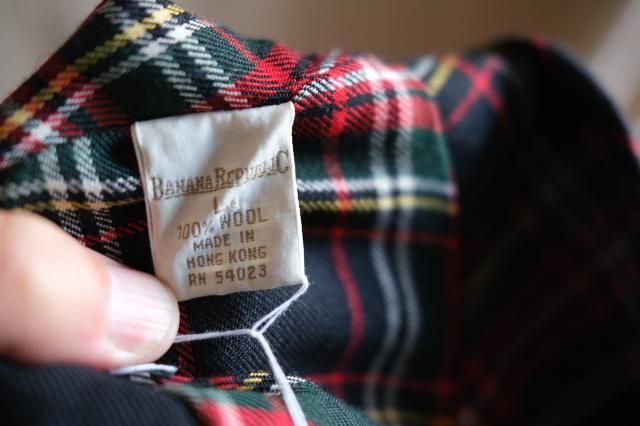 BANANA REPUBLIC
L
100% WOOL
MADE IN
HONG KONG
RN 54023